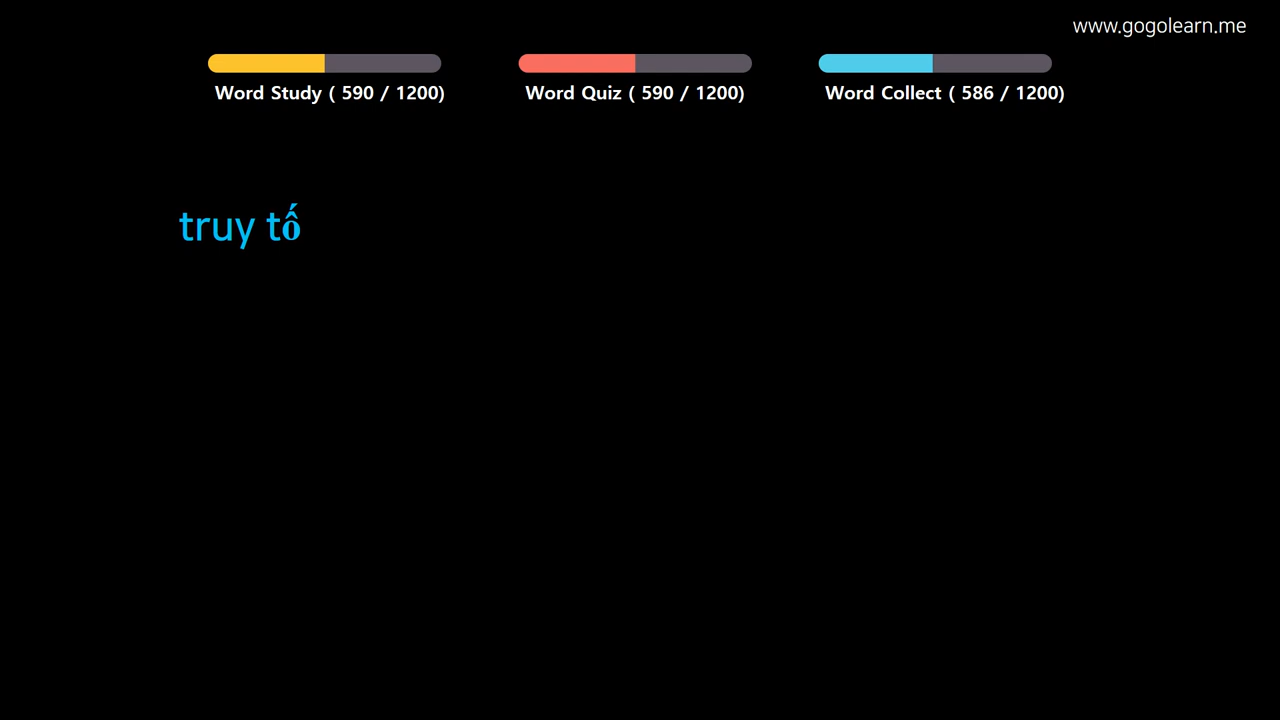 www.gogolearn.me
Word Study ( 590 / 1200)
Word Quiz ( 590 / 1200)
Word Collect ( 586 / 1200)
truy tố